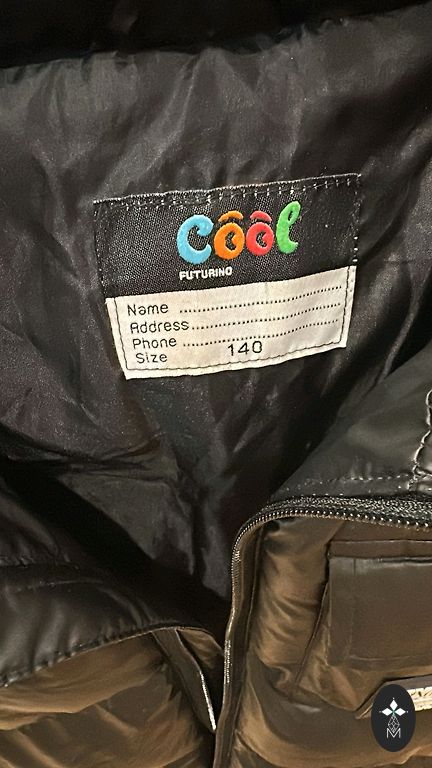 Cool
FUTURINO
Name ..............................
Address..............................
Phone ..............................
Size 140